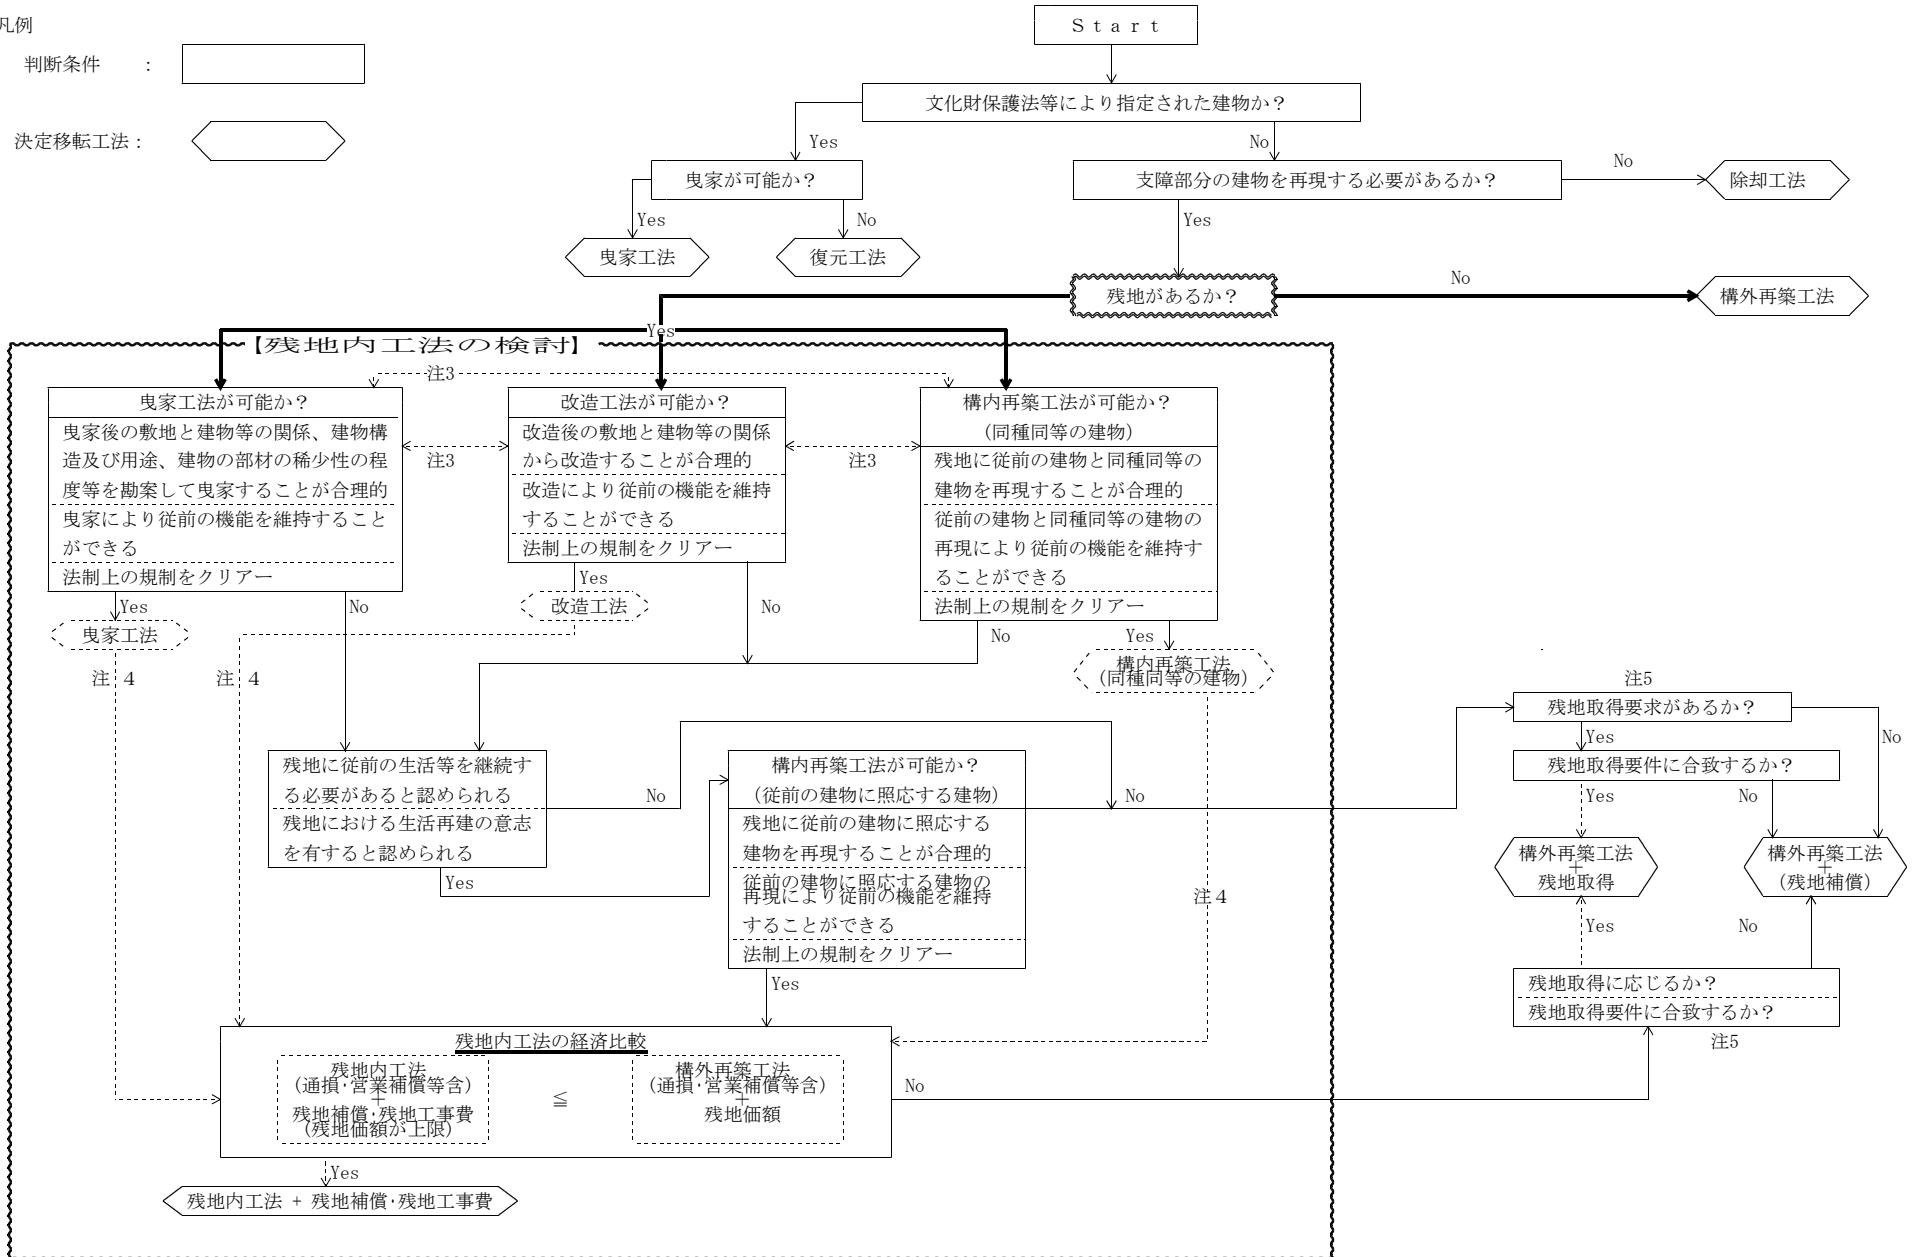 凡例
Start
判断条件 :
文化財保護法等により指定された建物か?
決定移転工法:
Yes
No
曳家が可能か?
支障部分の建物を再現する必要があるか?
No
除却工法
Yes
No
Yes
曳家工法
復元工法
残地があるか?
No
構外再築工法
Yes
【残地内工法の検討】
注3
曳家工法が可能か?
曳家後の敷地と建物等の関係、建物構
造及び用途、建物の部材の稀少性の程
度等を勘案して曳家することが合理的
曳家により従前の機能を維持すること
ができる
法制上の規制をクリアー
注3
改造工法が可能か?
改造後の敷地と建物等の関係
から改造することが合理的
改造により従前の機能を維持
することができる
法制上の規制をクリアー
注3
構内再築工法が可能か?
(同種同等の建物)
残地に従前の建物と同種同等の
建物を再現することが合理的
従前の建物と同種同等の建物の
再現により従前の機能を維持す
ることができる
法制上の規制をクリアー
Yes
No
Yes
No
No
Yes
曳家工法
改造工法
構内再築工法
(同種同等の建物)
注 4
注 4
注5
残地取得要求があるか?
Yes
No
残地取得要件に合致するか?
Yes
No
残地に従前の生活等を継続す
る必要があると認められる
残地における生活再建の意志
を有すると認められる
No
Yes
構内再築工法が可能か?
(従前の建物に照応する建物)
残地に従前の建物に照応する
建物を再現することが合理的
従前の建物に照応する建物の
再現により従前の機能を維持
することができる
法制上の規制をクリアー
No
Yes
注4
構外再築工法
+
残地取得
構外再築工法
+
(残地補償)
Yes
No
残地取得に応じるか?
残地取得要件に合致するか?
注5
残地内工法の経済比較
残地内工法
(通損・営業補償等含)
+
残地補償・残地工事費
(残地価額が上限)
≦
構外再築工法
(通損・営業補償等含)
+
残地価額
No
Yes
残地内工法 + 残地補償・残地工事費